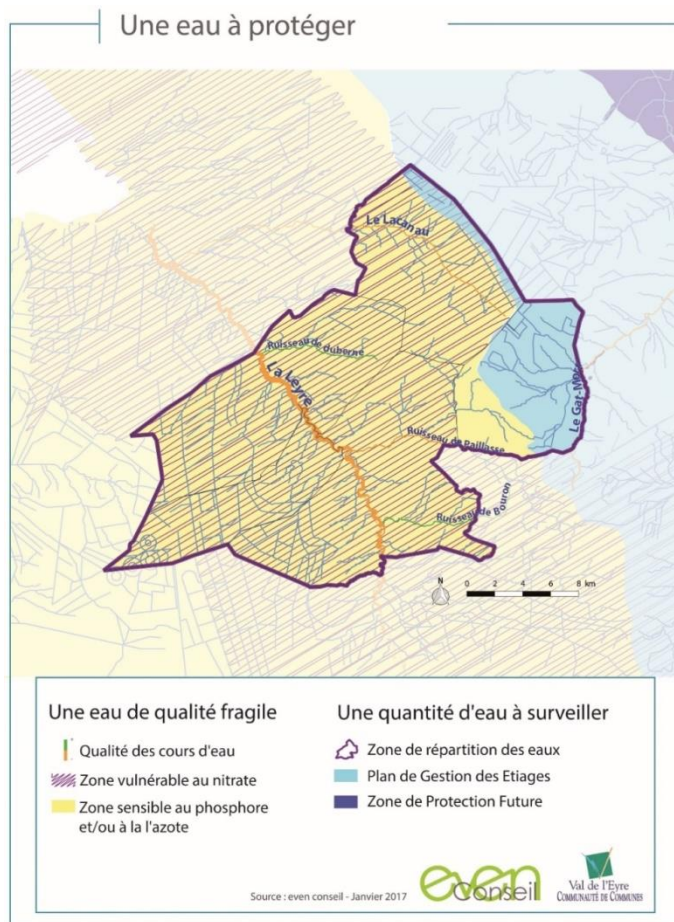 Une eau à protéger
Le Lacanau
Ruisseau de duberne
La Leyre
Le Gat-Mort
Ruisseau de Paillasse
Ruisseau de Bouron
N
0 2 4 6 8 km
Une eau de qualité fragile
Qualité des cours d'eau
Zone vulnérable au nitrate
Zone sensible au phosphore
et/ou à la l'azote
Une quantité d'eau à surveiller
Zone de répartition des eaux
Plan de Gestion des Etiages
Zone de Protection Future
Source : even conseil - Janvier 2017
even
Conseil
Val de l'Eyre
COMMUNAUTÉ DE COMMUNES